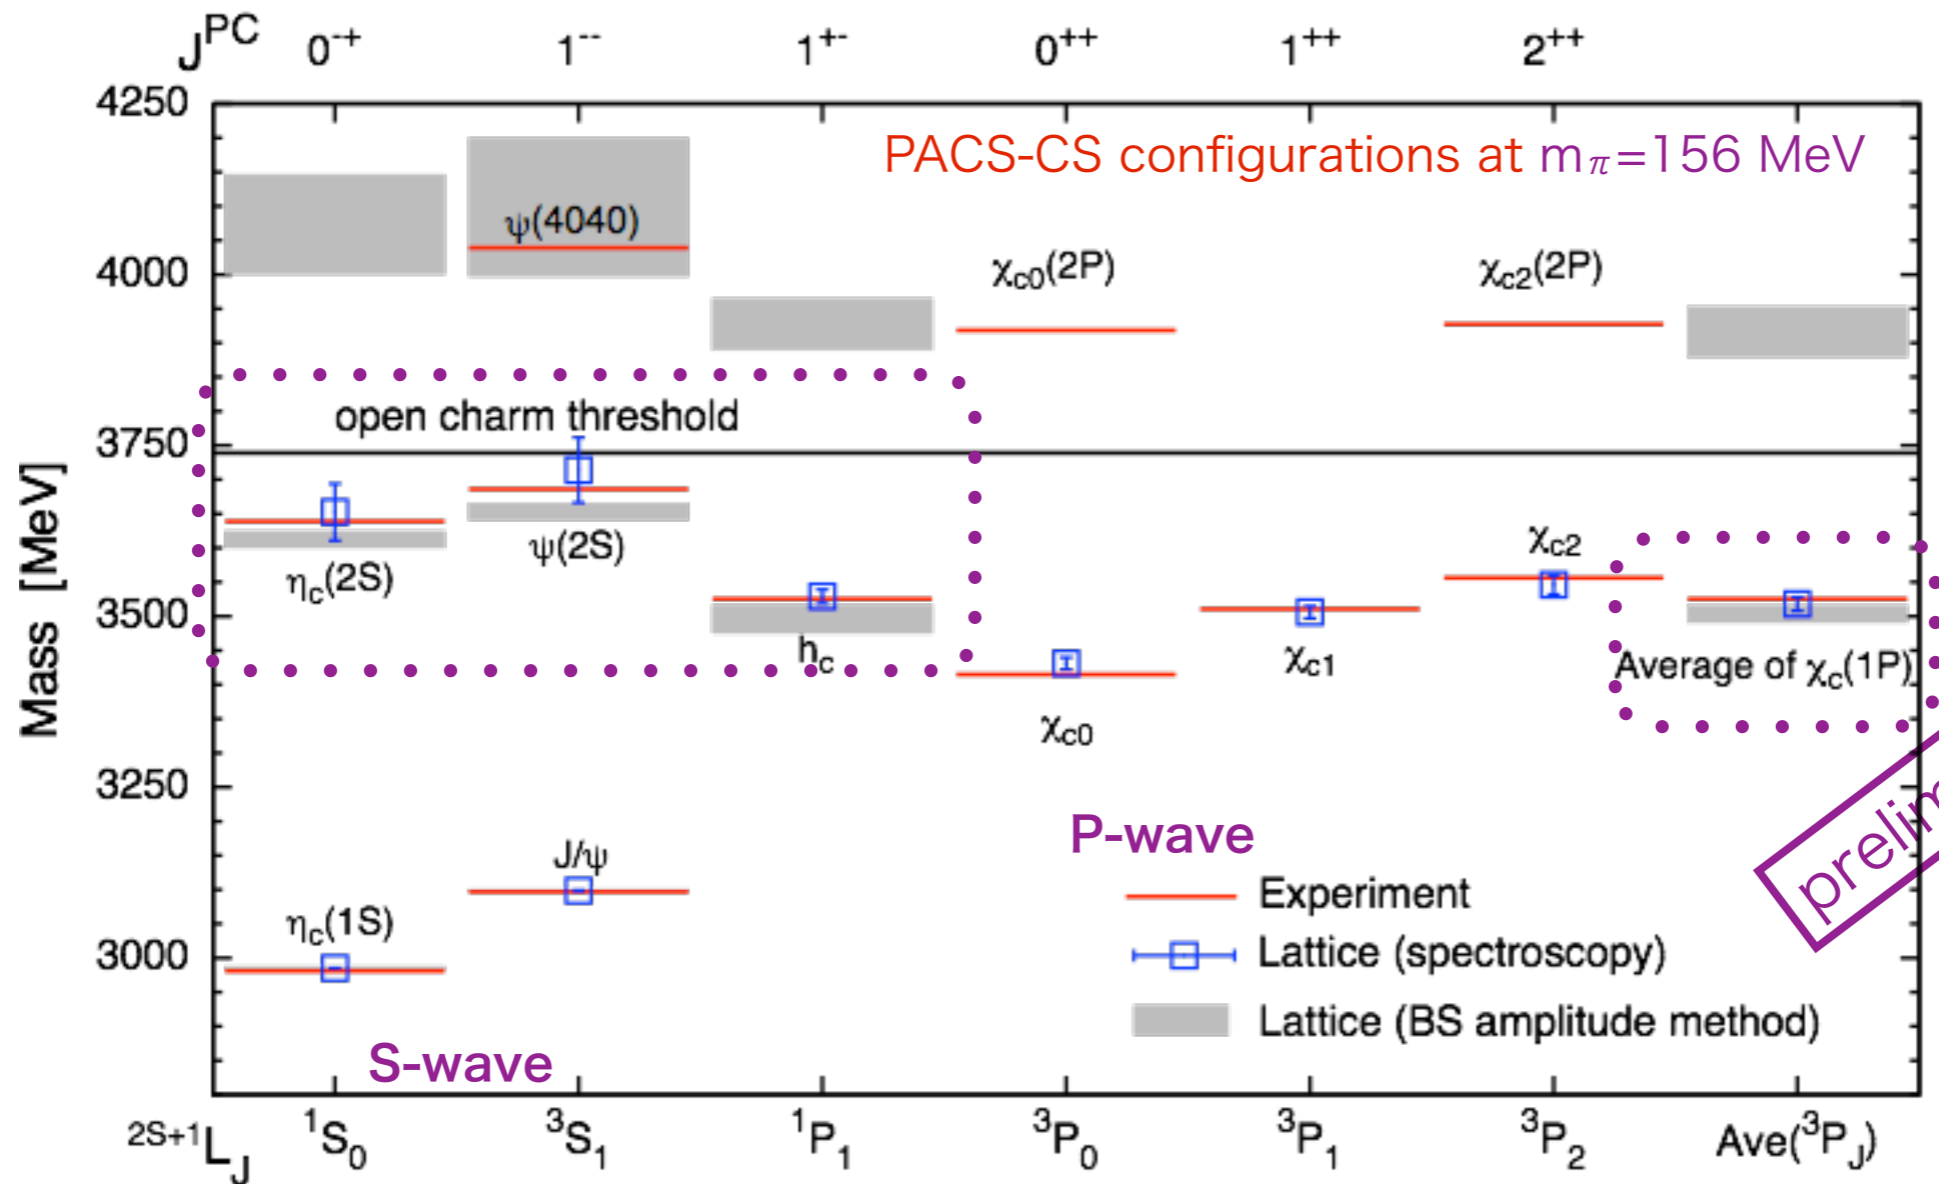 J^PC 0⁻⁺ 1⁻⁻ 1⁺⁻ 0⁺⁺ 1⁺⁺ 2⁺⁺
4250
PACS-CS configurations at mπ=156 MeV
ψ(4040)
4000
χc0(2P)
χc2(2P)
open charm threshold
3750
ηc(2S)
ψ(2S)
χc2
3500
hc
χc1
Average of χc(1P)
χc0
3250
Mass [MeV]
P-wave
J/ψ
Experiment
ηc(1S)
3000
Lattice (spectroscopy)
Lattice (BS amplitude method)
S-wave
2S+1LJ ¹S₀ ³S₁ ¹P₁ ³P₀ ³P₁ ³P₂ Ave(³PJ)